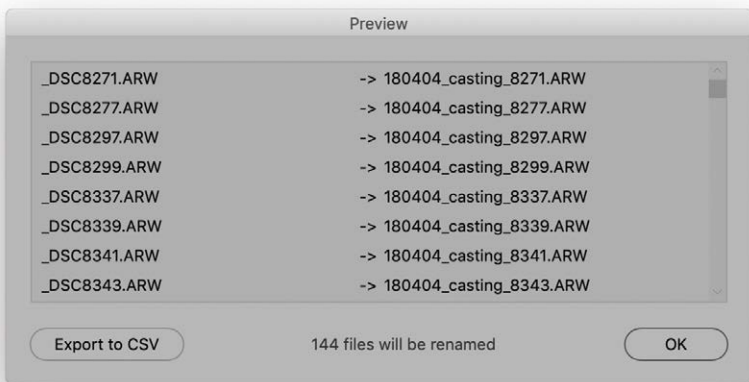 Preview
_DSC8271.ARW -> 180404_casting_8271.ARW
_DSC8277.ARW -> 180404_casting_8277.ARW
_DSC8297.ARW -> 180404_casting_8297.ARW
_DSC8299.ARW -> 180404_casting_8299.ARW
_DSC8337.ARW -> 180404_casting_8337.ARW
_DSC8339.ARW -> 180404_casting_8339.ARW
_DSC8341.ARW -> 180404_casting_8341.ARW
_DSC8343.ARW -> 180404_casting_8343.ARW
Export to CSV 144 files will be renamed OK